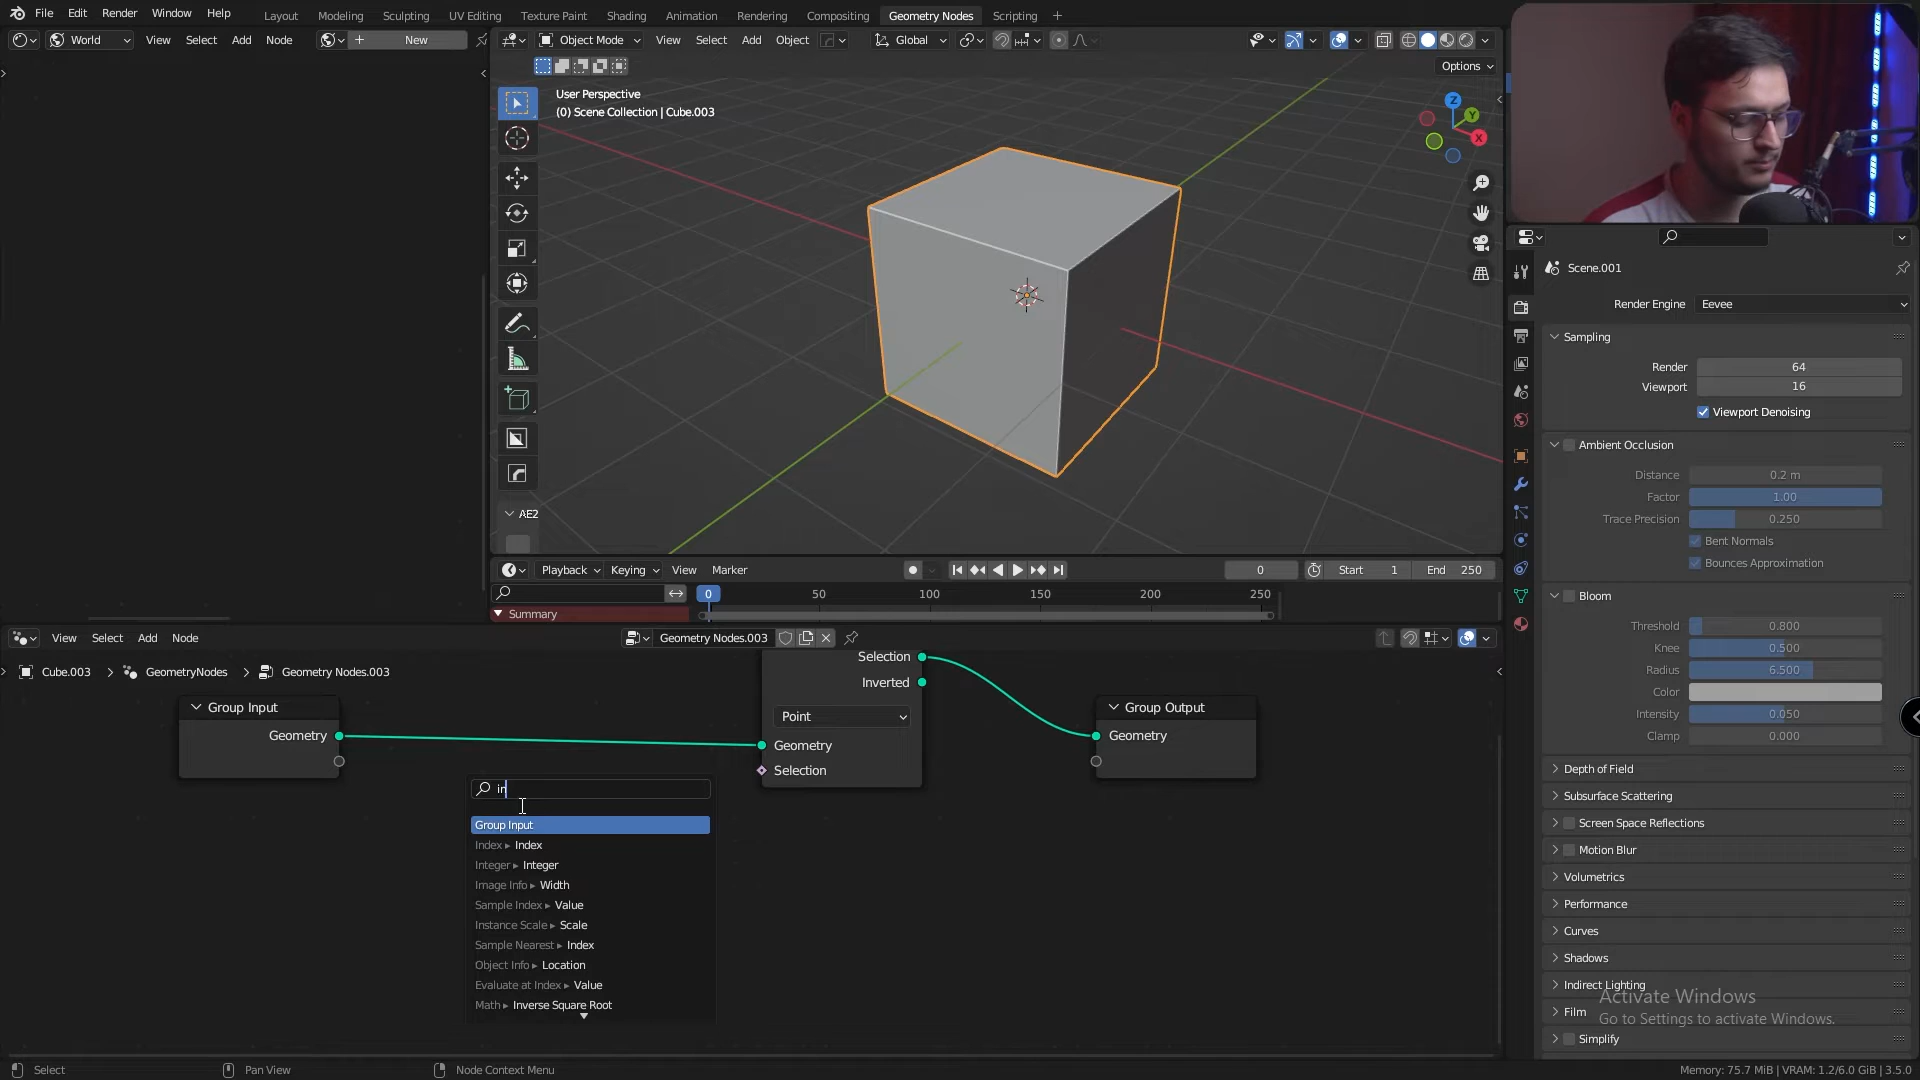 File Edit Render Window Help Layout Modeling Sculpting UV Editing Texture Paint Shading Animation Rendering Compositing Geometry Nodes Scripting +
World View Select Add Node + New
Object Mode View Select Add Object Global
Options
User Perspective
(0) Scene Collection | Cube.003
Z
Y
X
AE2
Playback Keying View Marker 0 Start 1 End 250
0 50 100 150 200 250
Summary
View Select Add Node Geometry Nodes.003
Cube.003 > GeometryNodes > Geometry Nodes.003
Group Input
Geometry
Selection
Inverted
Point
Geometry
Selection
Group Output
Geometry
in
Group Input
Index ▸ Index
Integer ▸ Integer
Image Info ▸ Width
Sample Index ▸ Value
Instance Scale ▸ Scale
Sample Nearest ▸ Index
Object Info ▸ Location
Evaluate at Index ▸ Value
Math ▸ Inverse Square Root
Scene.001
Render Engine Eevee
Sampling
Render 64
Viewport 16
Viewport Denoising
Ambient Occlusion
Distance 0.2 m
Factor 1.00
Trace Precision 0.250
Bent Normals
Bounces Approximation
Bloom
Threshold 0.800
Knee 0.500
Radius 6.500
Color
Intensity 0.050
Clamp 0.000
Depth of Field
Subsurface Scattering
Screen Space Reflections
Motion Blur
Volumetrics
Performance
Curves
Shadows
Indirect Lighting
Film
Simplify
Activate Windows
Go to Settings to activate Windows.
Select Pan View Node Context Menu Memory: 75.7 MiB | VRAM: 1.2/6.0 GiB | 3.5.0